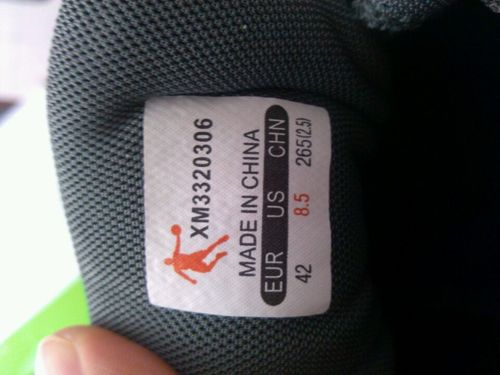 XM3320306
MADE IN CHINA
EUR US CHN
42 8.5 265(2.5)